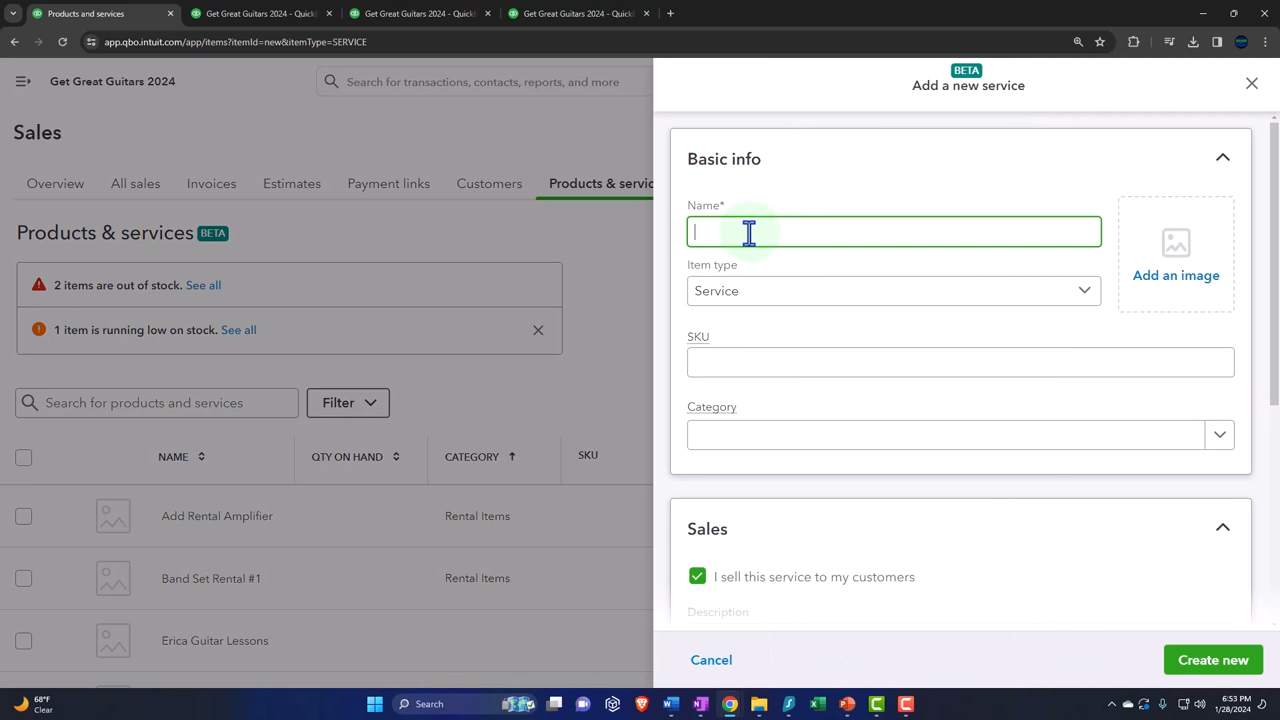 Products and services
Get Great Guitars 2024 – Quick
Get Great Guitars 2024 – Quick
Get Great Guitars 2024 – Quick
app.qbo.intuit.com/app/items?itemId=new&itemType=SERVICE
Get Great Guitars 2024
Search for transactions, contacts, reports, and more
BETA
Add a new service
Sales
Overview
All sales
Invoices
Estimates
Payment links
Customers
Products & servic
Products & services BETA
2 items are out of stock. See all
1 item is running low on stock. See all
Search for products and services
Filter
NAME
QTY ON HAND
CATEGORY
SKU
Add Rental Amplifier
Rental Items
Band Set Rental #1
Rental Items
Erica Guitar Lessons
Basic info
Name*
Add an image
Item type
Service
SKU
Category
Sales
I sell this service to my customers
Description
Cancel
Create new
68°F
Clear
Search
6:53 PM
1/28/2024